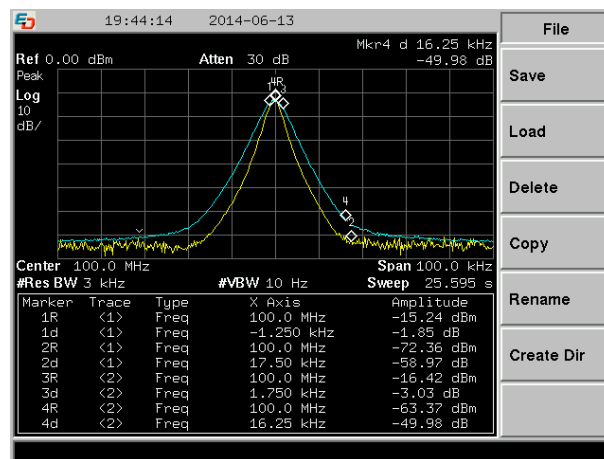 19:44:14 2014-06-13
File
Mkr4 d 16.25 kHz
Ref 0.00 dBm Atten 30 dB -49.98 dB
Peak
Log
10
dB/
4R
1 3
4
2
Center 100.0 MHz Span 100.0 kHz
#Res BW 3 kHz #VBW 10 Hz Sweep 25.595 s
Marker Trace Type X Axis Amplitude
1R <1> Freq 100.0 MHz -15.24 dBm
1d <1> Freq -1.250 kHz -1.85 dB
2R <1> Freq 100.0 MHz -72.36 dBm
2d <1> Freq 17.50 kHz -58.97 dB
3R <2> Freq 100.0 MHz -16.42 dBm
3d <2> Freq 1.750 kHz -3.03 dB
4R <2> Freq 100.0 MHz -63.37 dBm
4d <2> Freq 16.25 kHz -49.98 dB
Save
Load
Delete
Copy
Rename
Create Dir